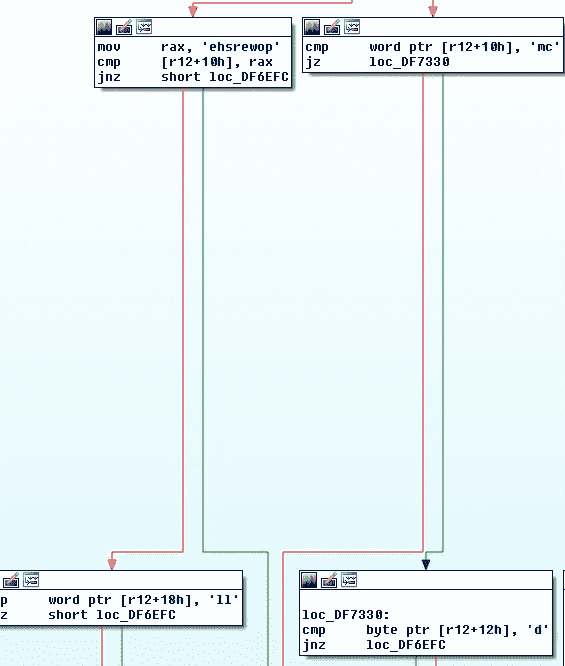 mov     rax, 'ehsrewop'
cmp     [r12+10h], rax
jnz     short loc_DF6EFC
cmp     word ptr [r12+10h], 'mc'
jz      loc_DF7330
p     word ptr [r12+18h], 'll'
z     short loc_DF6EFC
loc_DF7330:
cmp     byte ptr [r12+12h], 'd'
jnz     loc_DF6EFC